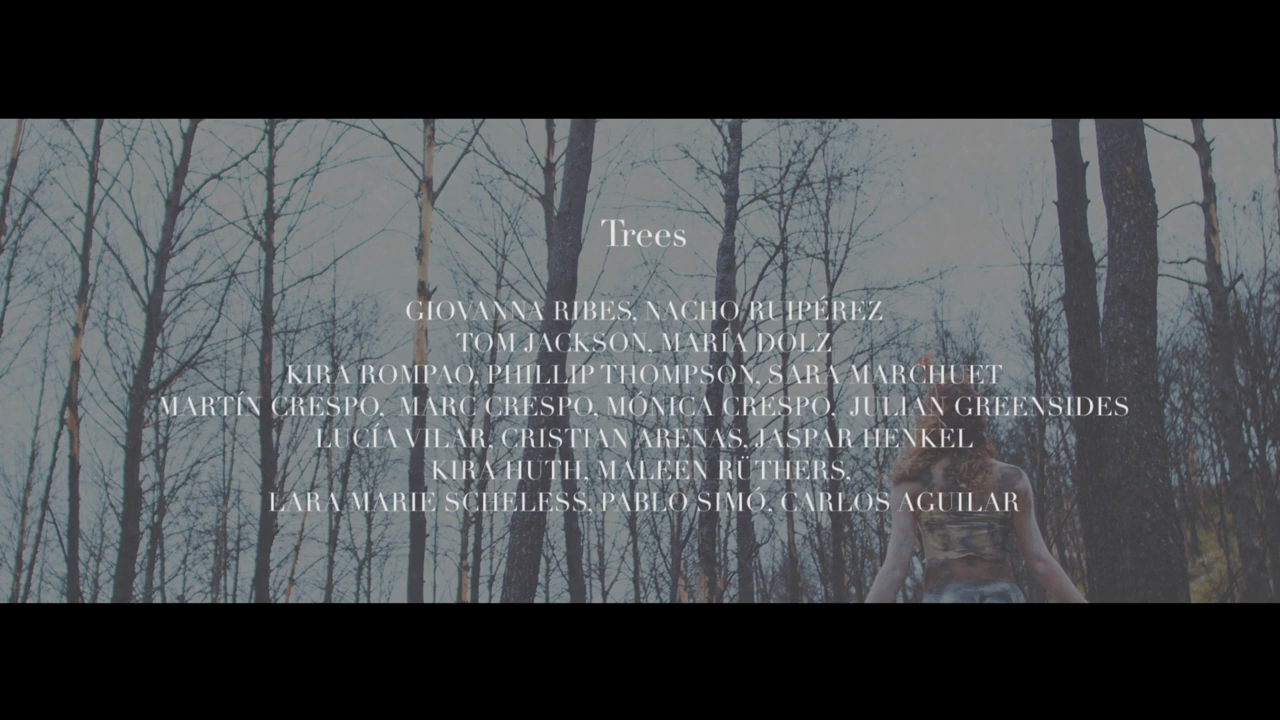 Trees
GIOVANNA RIBES, NACHO RUIPÉREZ
TOM JACKSON, MARÍA DOLZ
KIRA ROMPAO, PHILLIP THOMPSON, SARA MARCHUET
MARTÍN CRESPO, MARC CRESPO, MÓNICA CRESPO, JULIAN GREENSIDES
LUCÍA VILAR, CRISTIAN ARENAS, JASPAR HENKEL
KIRA HUTH, MALEEN RÜTHERS,
LARA MARIE SCHELESS, PABLO SIMÓ, CARLOS AGUILAR